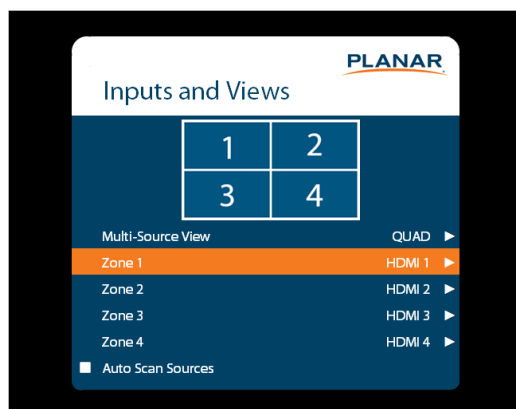 PLANAR
Inputs and Views
1 2
3 4
Multi-Source View QUAD
Zone 1 HDMI 1
Zone 2 HDMI 2
Zone 3 HDMI 3
Zone 4 HDMI 4
Auto Scan Sources